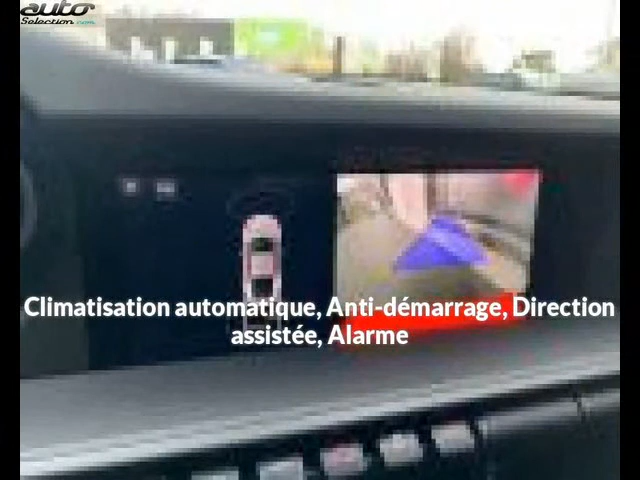 auto
Selection.com
Climatisation automatique, Anti-démarrage, Direction
assistée, Alarme